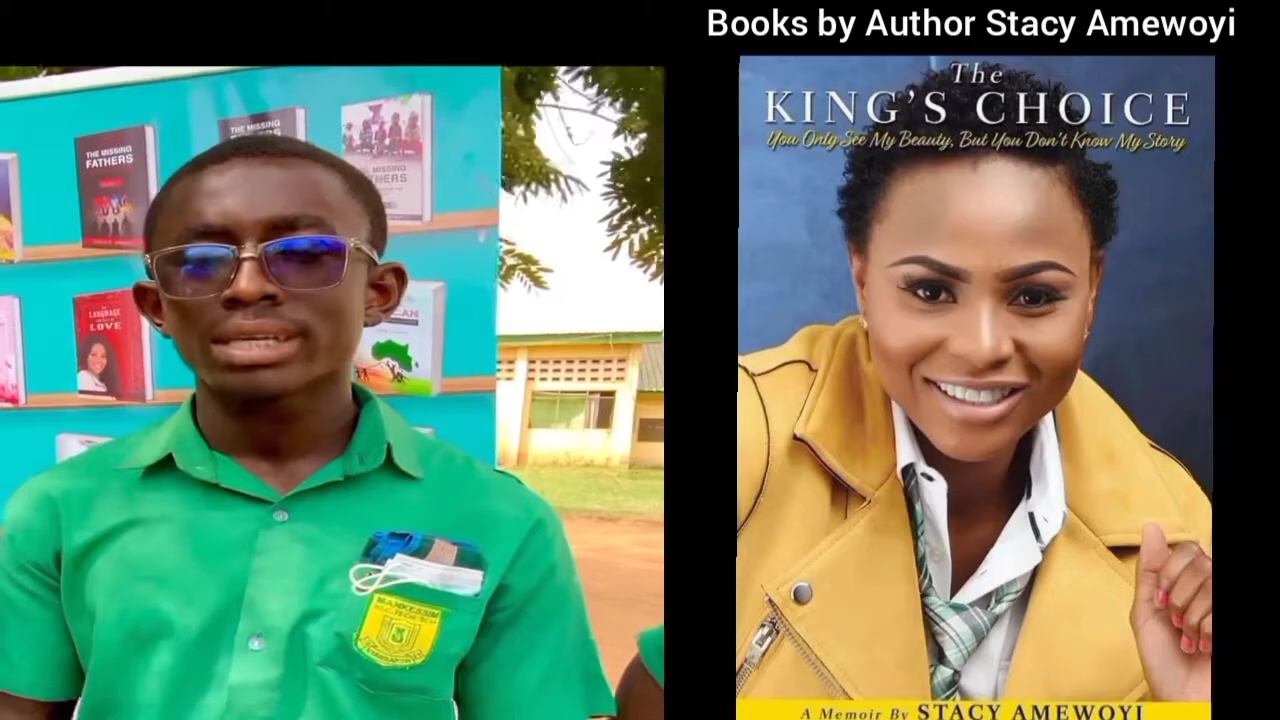 Books by Author Stacy Amewoyi
The
KING'S CHOICE
You Only See My Beauty, But You Don't Know My Story
A Memoir By STACY AMEWOYI
THE MISSING
FATHERS
THE MISSING
LANGUAGE
LOVE
MANKESSIM